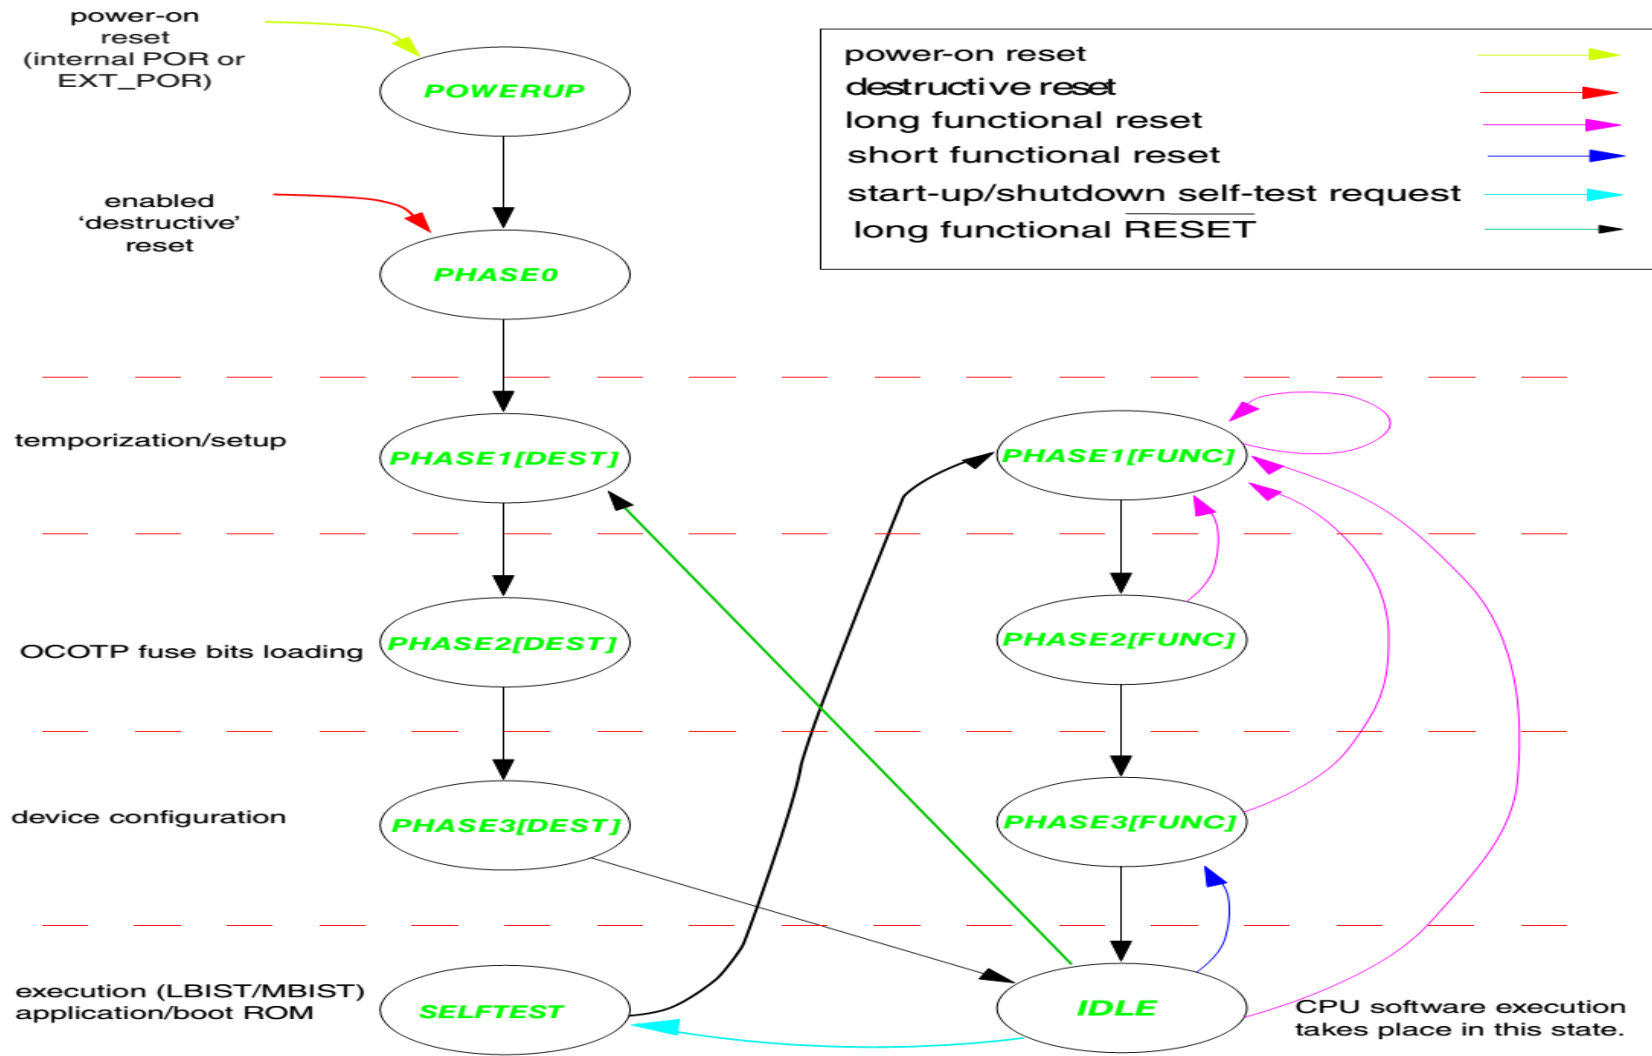 power-on
reset
(internal POR or
EXT_POR)
POWERUP
power-on reset
destructive reset
long functional reset
short functional reset
start-up/shutdown self-test request
long functional RESET
enabled
‘destructive’
reset
PHASE0
temporization/setup
PHASE1[DEST]
PHASE1[FUNC]
OCOTP fuse bits loading
PHASE2[DEST]
PHASE2[FUNC]
device configuration
PHASE3[DEST]
PHASE3[FUNC]
execution (LBIST/MBIST)
application/boot ROM
SELFTEST
IDLE
CPU software execution
takes place in this state.